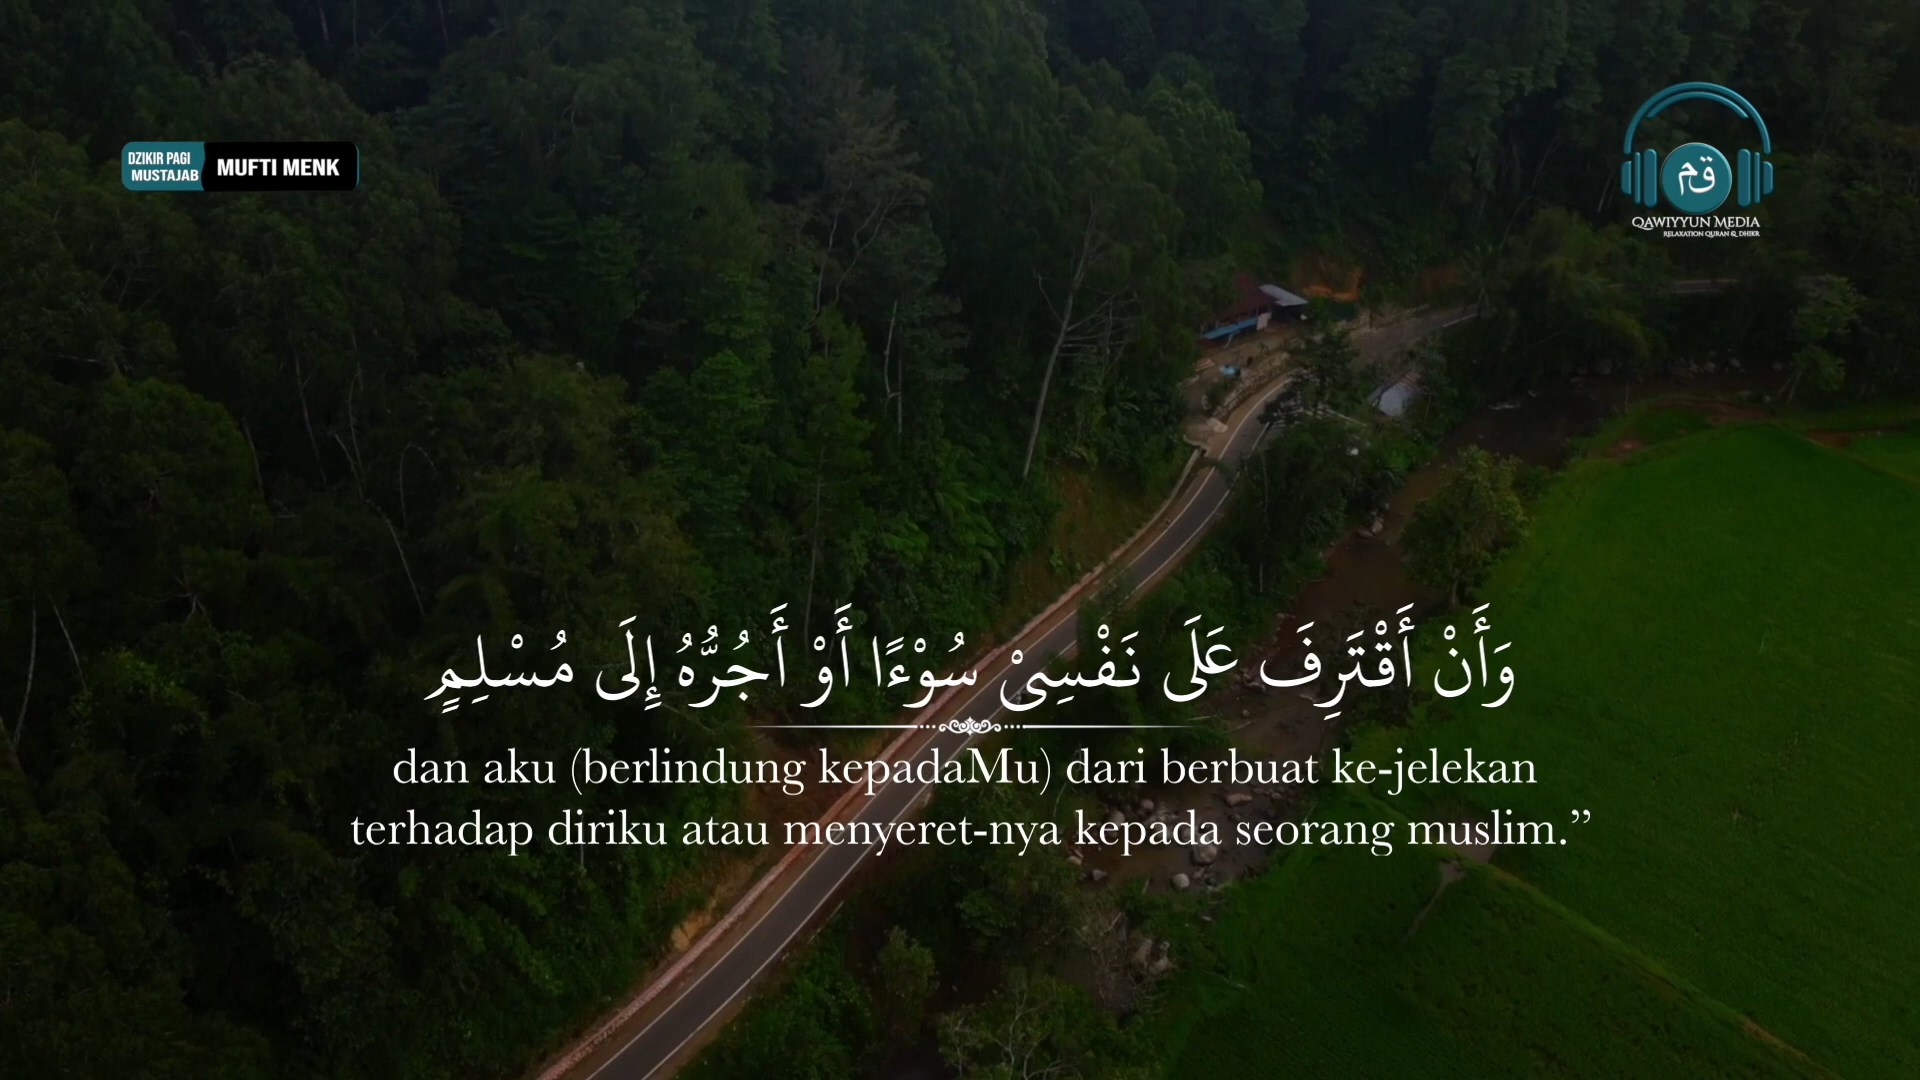 DZIKIR PAGI
MUSTAJAB
MUFTI MENK
قم
QAWIYYUN MEDIA
RELAXATION QURAN & DHIKR
وَأَنْ أَقْتَرِفَ عَلَى نَفْسِيْ سُوْءًا أَوْ أَجُرُّهُ إِلَى مُسْلِمٍ
dan aku (berlindung kepadaMu) dari berbuat ke-jelekan
terhadap diriku atau menyeret-nya kepada seorang muslim.”